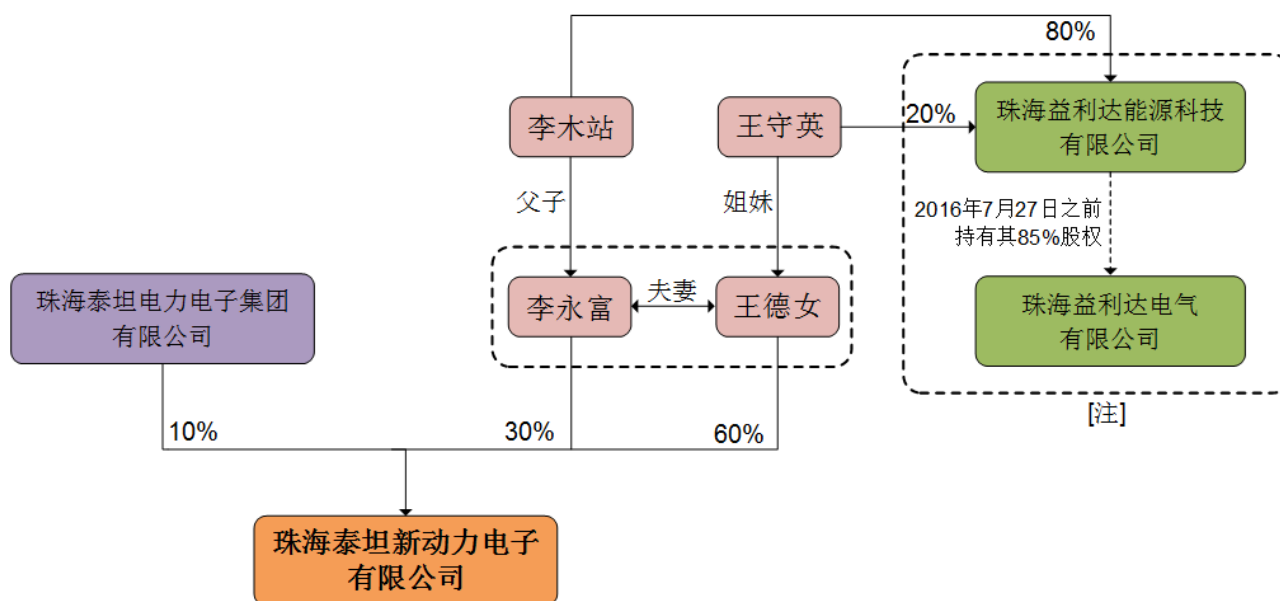 80%
李木站
王守英
20%
珠海益利达能源科技
有限公司
父子
姐妹
2016年7月27日之前
持有其85%股权
珠海泰坦电力电子集团
有限公司
李永富
夫妻
王德女
珠海益利达电气
有限公司
[注]
10%
30%
60%
珠海泰坦新动力电子
有限公司